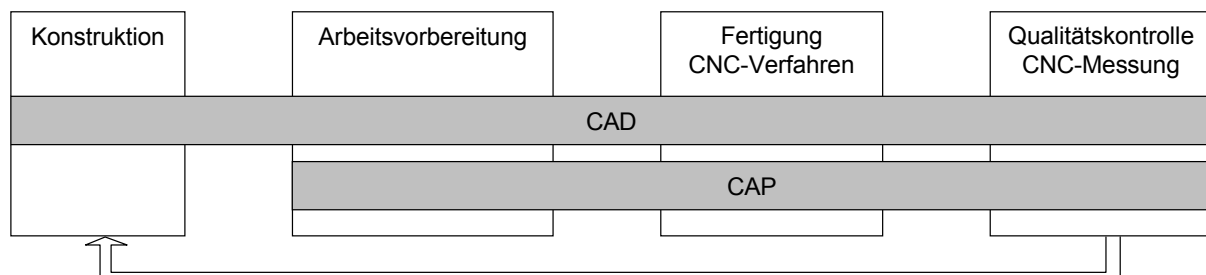 Konstruktion
Arbeitsvorbereitung
Fertigung
CNC-Verfahren
Qualitätskontrolle
CNC-Messung
CAD
CAP